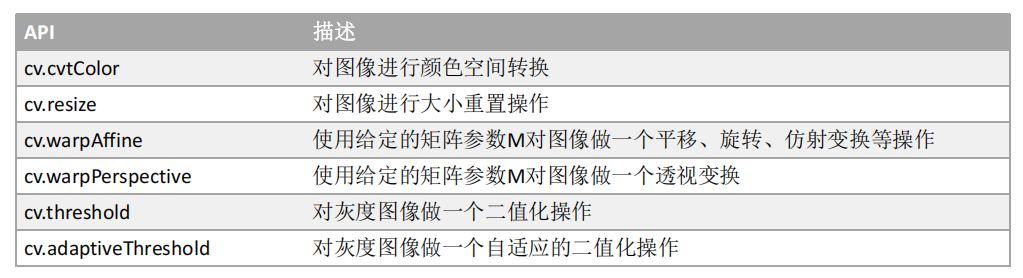 API 描述
cv.cvtColor 对图像进行颜色空间转换
cv.resize 对图像进行大小重置操作
cv.warpAffine 使用给定的矩阵参数M对图像做一个平移、旋转、仿射变换等操作
cv.warpPerspective 使用给定的矩阵参数M对图像做一个透视变换
cv.threshold 对灰度图像做一个二值化操作
cv.adaptiveThreshold 对灰度图像做一个自适应的二值化操作